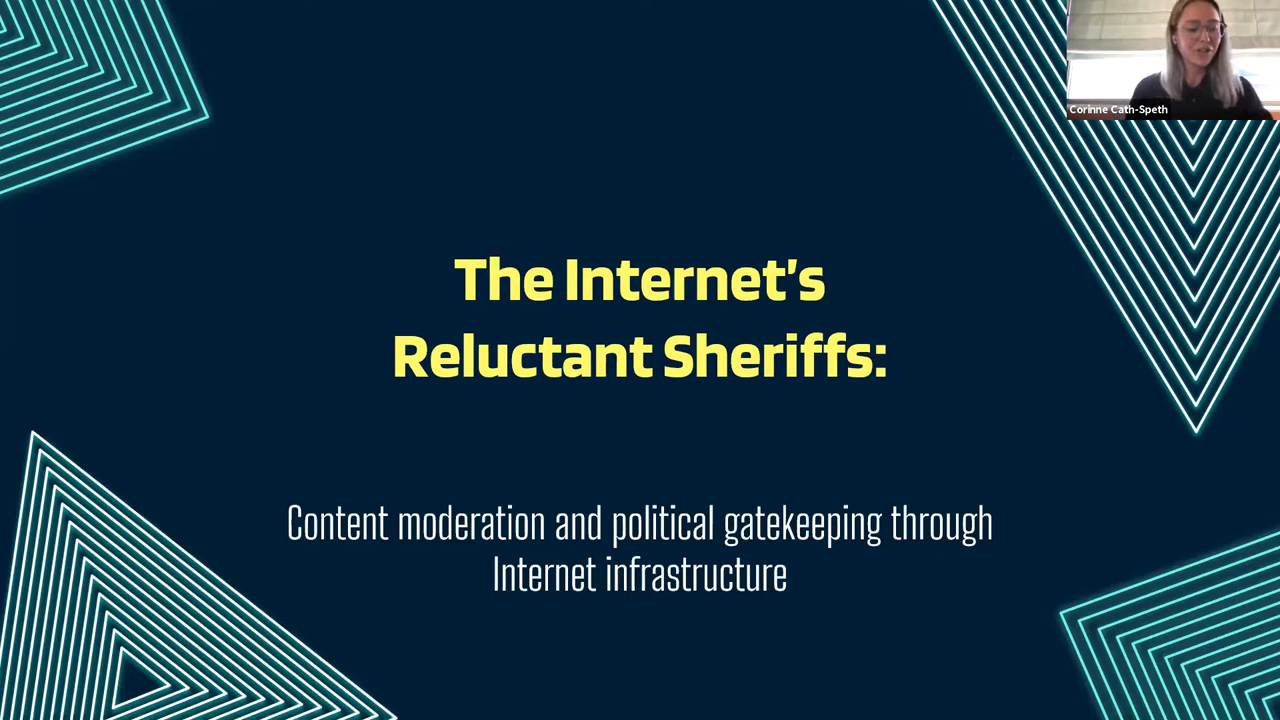 Corinne Cath-Speth
The Internet's
Reluctant Sheriffs:
Content moderation and political gatekeeping through
Internet infrastructure